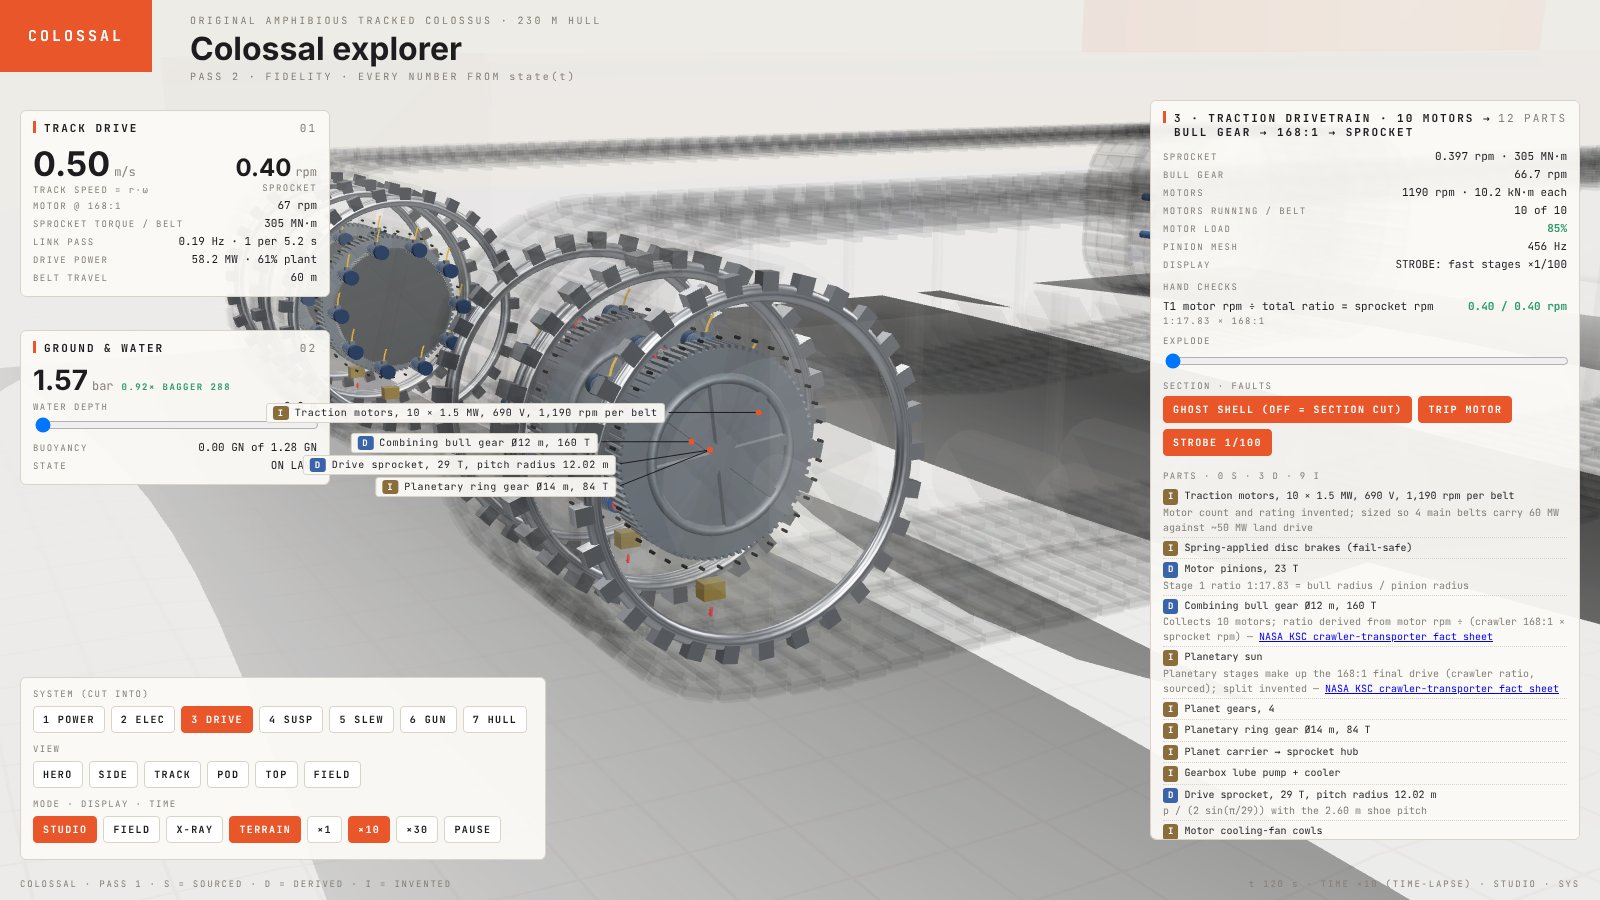 COLOSSAL
ORIGINAL AMPHIBIOUS TRACKED COLOSSUS · 230 M HULL
Colossal explorer
PASS 2 · FIDELITY · EVERY NUMBER FROM state(t)
TRACK DRIVE 01
0.50 m/s 0.40 rpm
TRACK SPEED = r·ω SPROCKET
MOTOR @ 168:1 67 rpm
SPROCKET TORQUE / BELT 305 MN·m
LINK PASS 0.19 Hz · 1 per 5.2 s
DRIVE POWER 58.2 MW · 61% plant
BELT TRAVEL 60 m
GROUND & WATER 02
1.57 bar 0.92× BAGGER 288
WATER DEPTH
BUOYANCY 0.00 GN of 1.28 GN
STATE ON LA
I Traction motors, 10 × 1.5 MW, 690 V, 1,190 rpm per belt
D Combining bull gear Ø12 m, 160 T
D Drive sprocket, 29 T, pitch radius 12.02 m
I Planetary ring gear Ø14 m, 84 T
SYSTEM (CUT INTO)
1 POWER 2 ELEC 3 DRIVE 4 SUSP 5 SLEW 6 GUN 7 HULL
VIEW
HERO SIDE TRACK POD TOP FIELD
MODE · DISPLAY · TIME
STUDIO FIELD X-RAY TERRAIN ×1 ×10 ×30 PAUSE
3 · TRACTION DRIVETRAIN · 10 MOTORS → 12 PARTS
BULL GEAR → 168:1 → SPROCKET
SPROCKET 0.397 rpm · 305 MN·m
BULL GEAR 66.7 rpm
MOTORS 1190 rpm · 10.2 kN·m each
MOTORS RUNNING / BELT 10 of 10
MOTOR LOAD 85%
PINION MESH 456 Hz
DISPLAY STROBE: fast stages ×1/100
HAND CHECKS
T1 motor rpm ÷ total ratio = sprocket rpm 0.40 / 0.40 rpm
1:17.83 × 168:1
EXPLODE
SECTION · FAULTS
GHOST SHELL (OFF = SECTION CUT) TRIP MOTOR
STROBE 1/100
PARTS · 0 S · 3 D · 9 I
I Traction motors, 10 × 1.5 MW, 690 V, 1,190 rpm per belt
Motor count and rating invented; sized so 4 main belts carry 60 MW
against ~50 MW land drive
I Spring-applied disc brakes (fail-safe)
D Motor pinions, 23 T
Stage 1 ratio 1:17.83 = bull radius / pinion radius
D Combining bull gear Ø12 m, 160 T
Collects 10 motors; ratio derived from motor rpm ÷ (crawler 168:1 ×
sprocket rpm) — NASA KSC crawler-transporter fact sheet
I Planetary sun
Planetary stages make up the 168:1 final drive (crawler ratio,
sourced); split invented — NASA KSC crawler-transporter fact sheet
I Planet gears, 4
I Planetary ring gear Ø14 m, 84 T
I Planet carrier → sprocket hub
I Gearbox lube pump + cooler
D Drive sprocket, 29 T, pitch radius 12.02 m
p / (2 sin(π/29)) with the 2.60 m shoe pitch
I Motor cooling-fan cowls
COLOSSAL · PASS 1 · S = SOURCED · D = DERIVED · I = INVENTED
t 120 s · TIME ×10 (TIME-LAPSE) · STUDIO · SYS